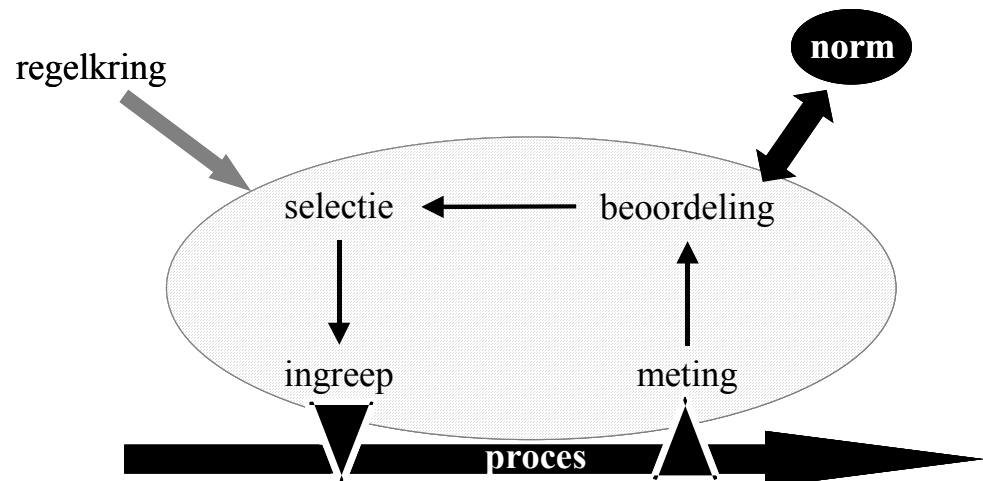 norm
regelkring
selectie
beoordeling
ingreep
meting
proces